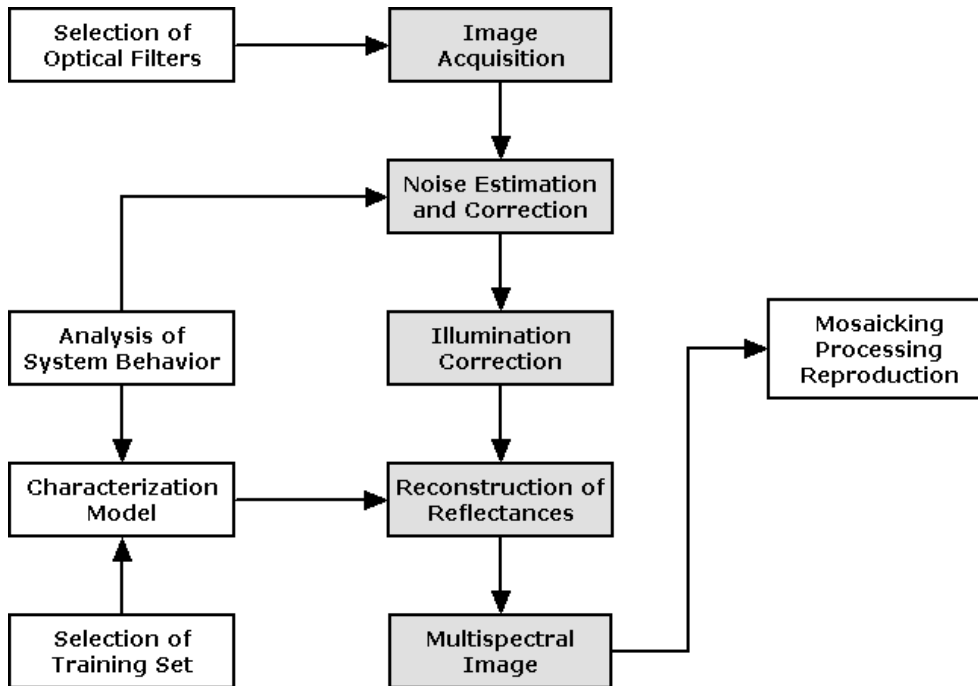 Selection of
Optical Filters
Image
Acquisition
Noise Estimation
and Correction
Analysis of
System Behavior
Illumination
Correction
Mosaicking
Processing
Reproduction
Characterization
Model
Reconstruction of
Reflectances
Selection of
Training Set
Multispectral
Image